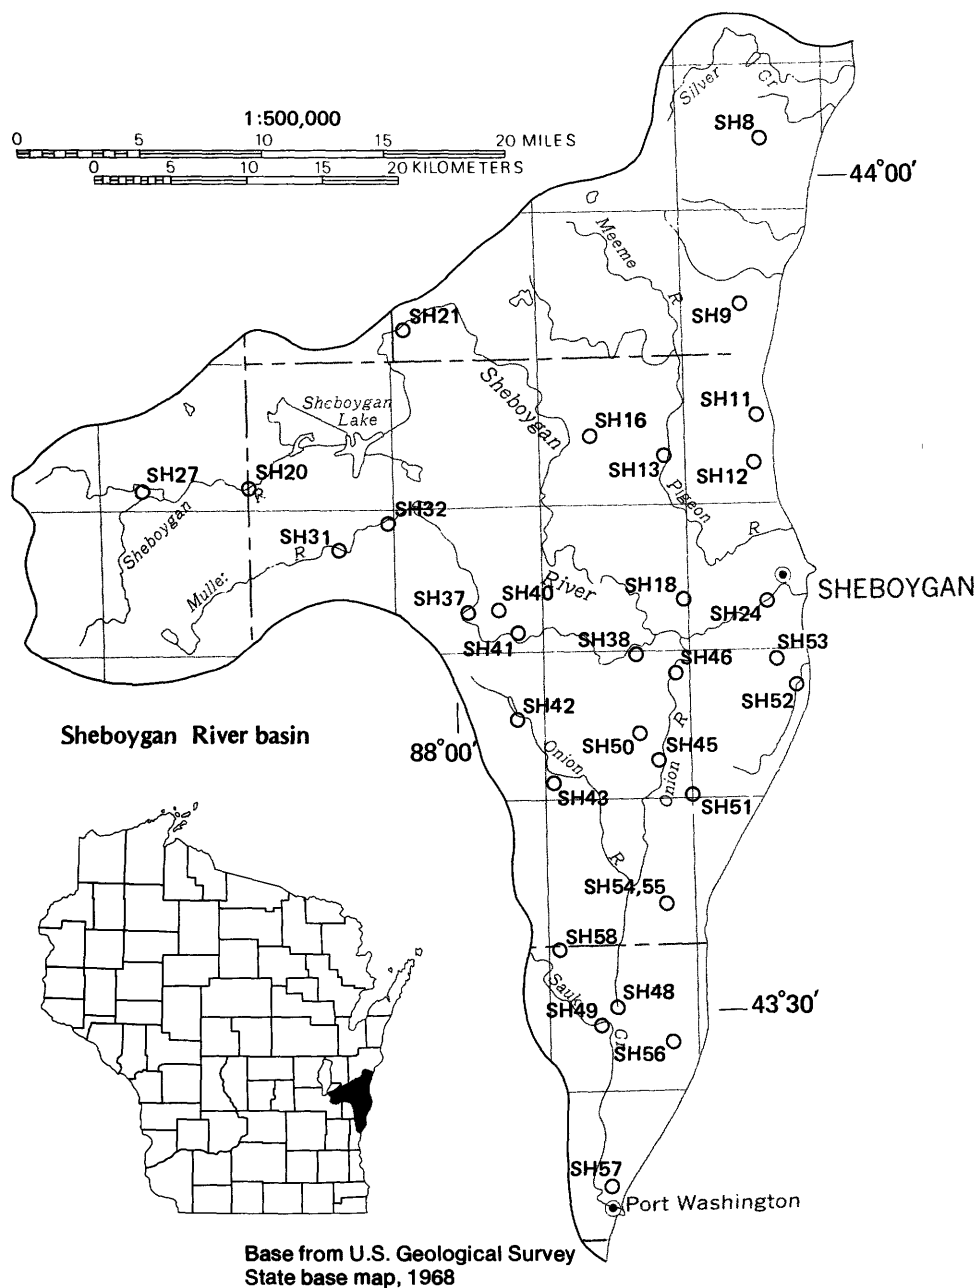 1:500,000
0 5 10 15 20 MILES
0 5 10 15 20 KILOMETERS
Silver
Cr
SH8
44°00'
Meeme
R
SH9
SH21
Sheboygan
Sheboygan
Lake
SH11
SH16
SH13
SH12
SH27
SH20
R
Pigeon
R
SH32
Sheboygan
SH31
R
Mullet
River
SH18
SHEBOYGAN
SH37
SH40
SH24
SH41
SH38
SH53
SH46
SH52
SH42
R
Sheboygan River basin
88°00'
SH50
SH45
Onion
SH43
Onion
SH51
R
SH54,55
SH58
Sauk
SH48
43°30'
SH49
Cr
SH56
SH57
Port Washington
Base from U.S. Geological Survey
State base map, 1968